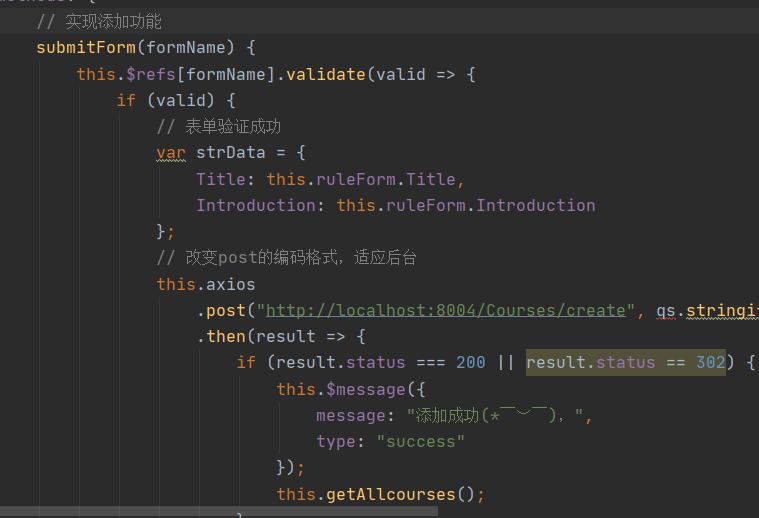 // 实现添加功能
submitForm(formName) {
this.$refs[formName].validate(valid => {
if (valid) {
// 表单验证成功
var strData = {
Title: this.ruleForm.Title,
Introduction: this.ruleForm.Introduction
};
// 改变post的编码格式，适应后台
this.axios
.post("http://localhost:8004/Courses/create", qs.stringi
.then(result => {
if (result.status === 200 || result.status == 302) {
this.$message({
message: "添加成功(*￣︶￣)，",
type: "success"
});
this.getAllcourses();